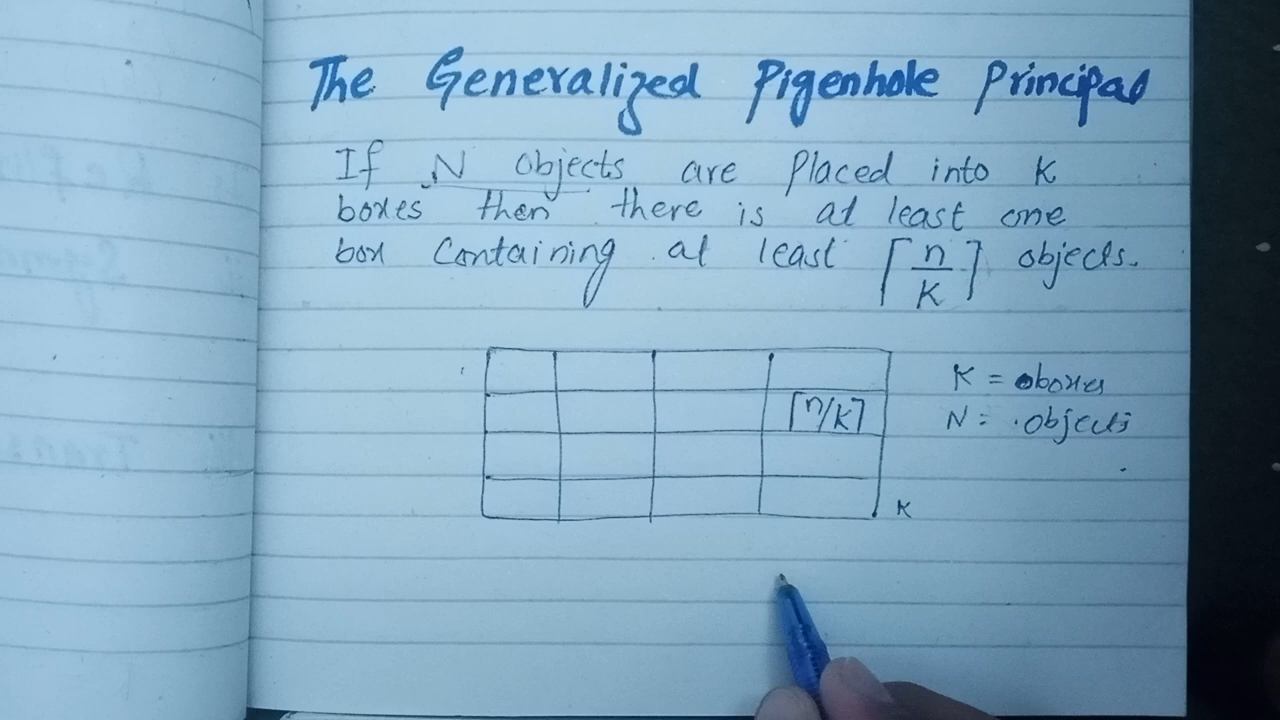 The Generalized Pigenhole Principal
If N objects are Placed into K
boxes then there is at least one
box Containing at least ⌈n/K⌉ objects.
K = boxes
⌈n/K⌉
N = objects
K